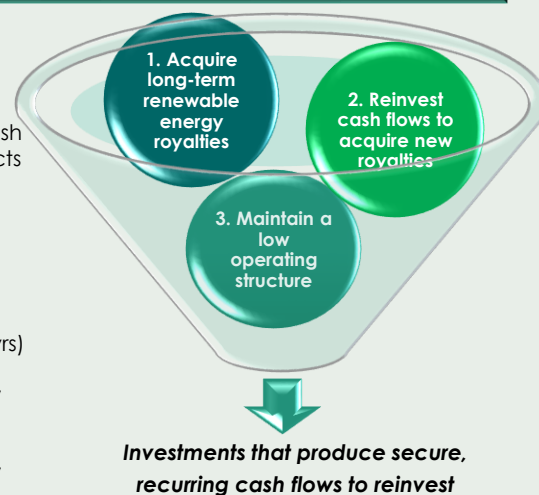 1. Acquire
long-term
renewable
energy
royalties
2. Reinvest
cash flows to
acquire new
royalties
3. Maintain a
low
operating
structure
Investments that produce secure,
recurring cash flows to reinvest